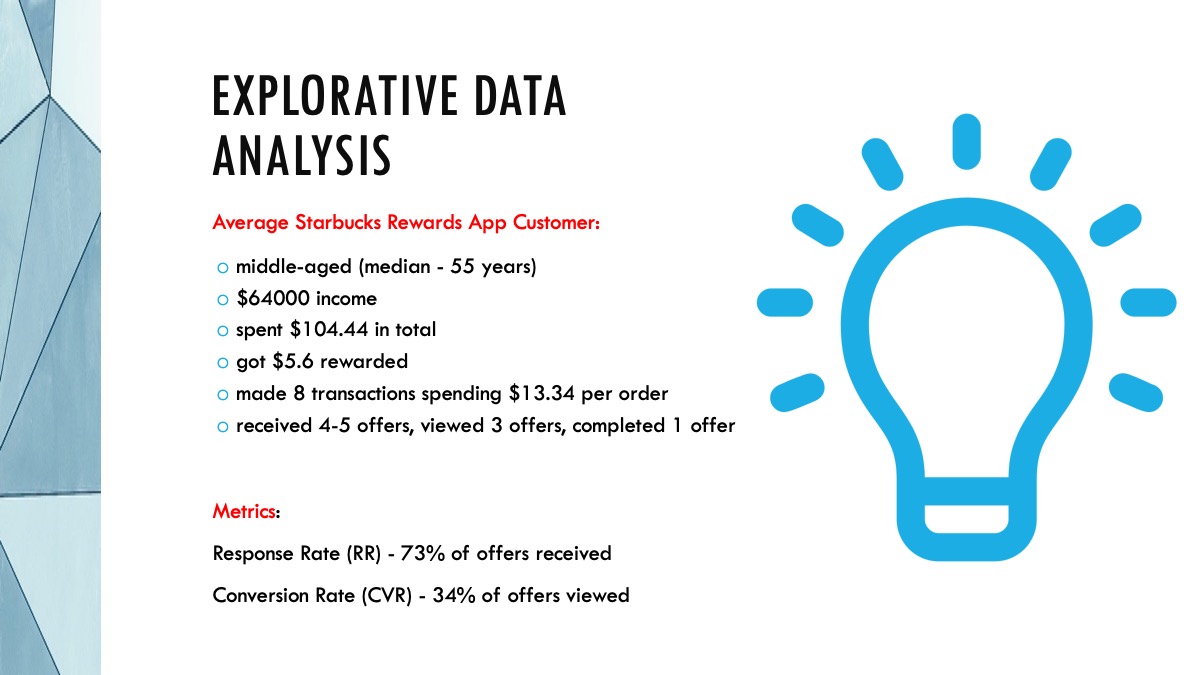 EXPLORATIVE DATA
ANALYSIS
Average Starbucks Rewards App Customer:
o middle-aged (median - 55 years)
o $64000 income
o spent $104.44 in total
o got $5.6 rewarded
o made 8 transactions spending $13.34 per order
o received 4-5 offers, viewed 3 offers, completed 1 offer
Metrics:
Response Rate (RR) - 73% of offers received
Conversion Rate (CVR) - 34% of offers viewed